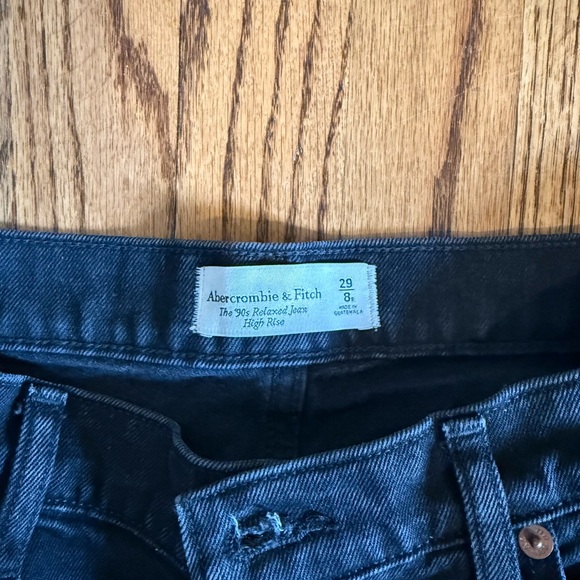 Abercrombie & Fitch
The '90s Relaxed Jean
High Rise
29
8R
MADE IN
GUATEMALA